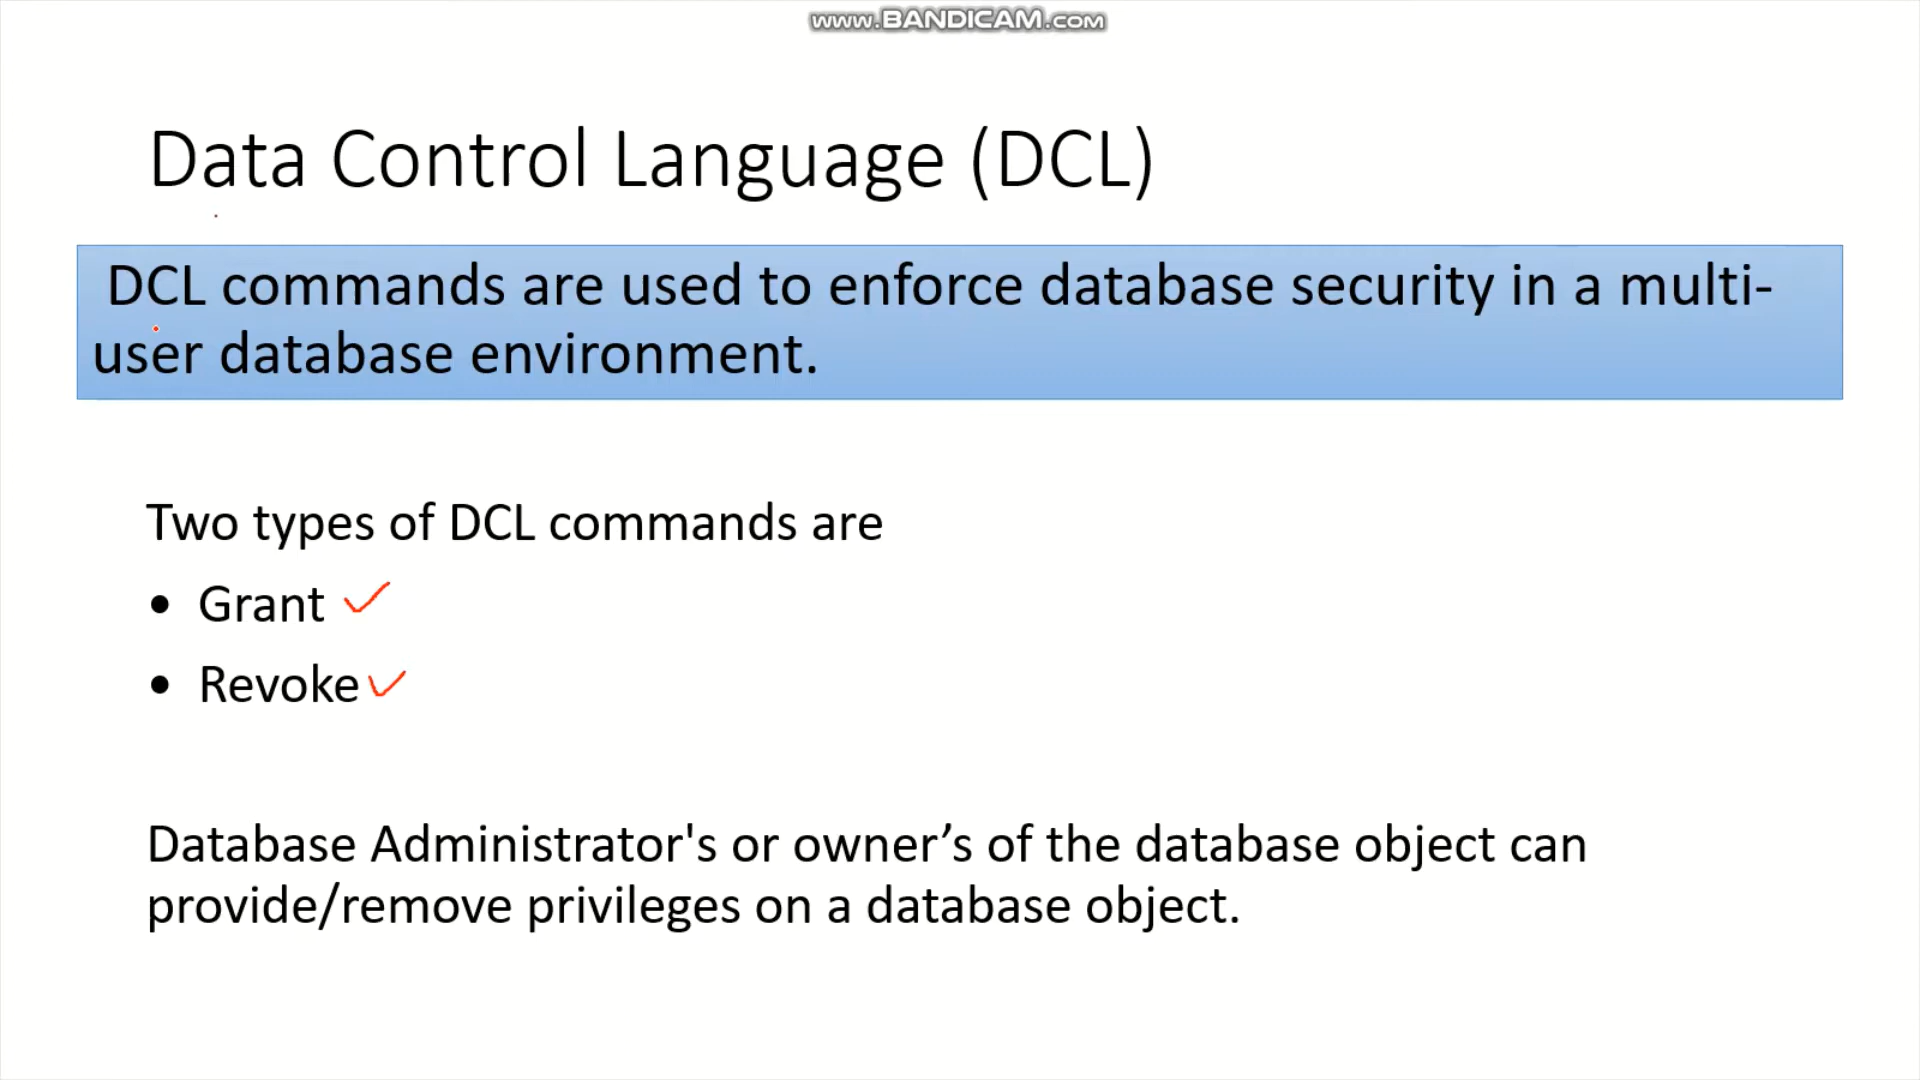 www.BANDICAM.com
Data Control Language (DCL)
DCL commands are used to enforce database security in a multi-
user database environment.
Two types of DCL commands are
• Grant
• Revoke
Database Administrator's or owner’s of the database object can
provide/remove privileges on a database object.